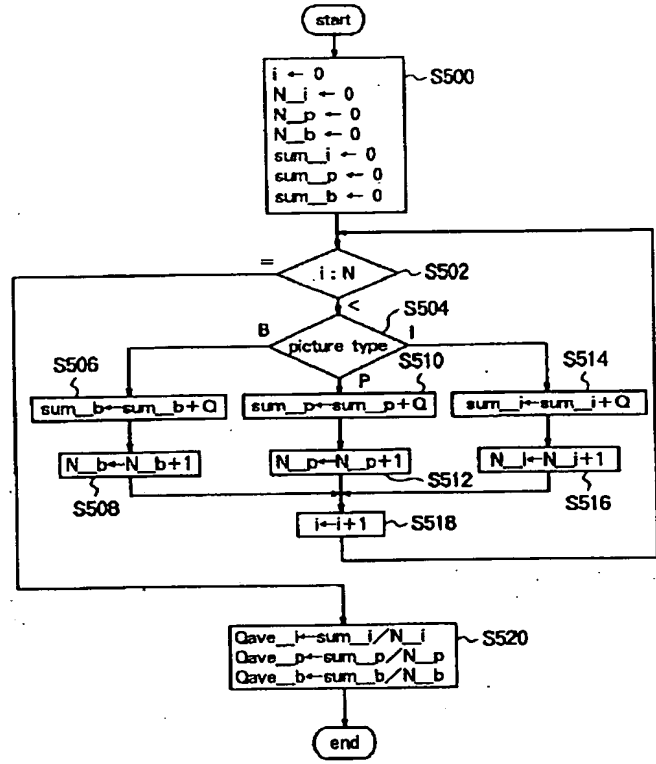 start
i ← 0
N_i ← 0
N_p ← 0
N_b ← 0
sum_i ← 0
sum_p ← 0
sum_b ← 0
S500
=
i : N
S502
<
S504
B
picture type
I
S506
P
S510
S514
sum_b←sum_b+Q
sum_p←sum_p+Q
sum_i←sum_i+Q
N_b←N_b+1
N_p←N_p+1
N_i←N_i+1
S508
S512
S516
i←i+1
S518
Qave_i←sum_i/N_i
Qave_p←sum_p/N_p
Qave_b←sum_b/N_b
S520
end